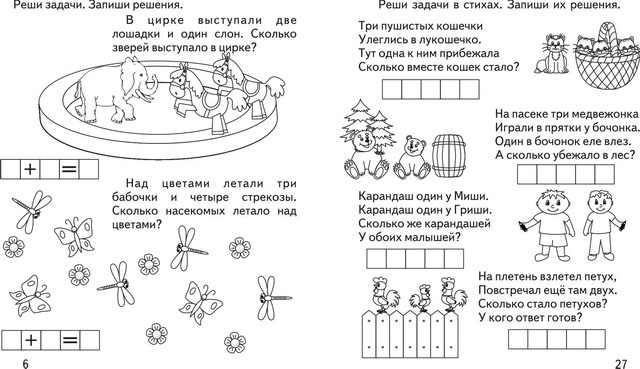 Реши задачи. Запиши решения.
В цирке выступали две
лошадки и один слон. Сколько
зверей выступало в цирке?
+ =
Над цветами летали три
бабочки и четыре стрекозы.
Сколько насекомых летало над
цветами?
+ =
6
Реши задачи в стихах. Запиши их решения.
Три пушистых кошечки
Улеглись в лукошечко.
Тут одна к ним прибежала
Сколько вместе кошек стало?
На пасеке три медвежонка
Играли в прятки у бочонка.
Один в бочонок еле влез.
А сколько убежало в лес?
Карандаш один у Миши.
Карандаш один у Гриши.
Сколько же карандашей
У обоих малышей?
На плетень взлетел петух,
Повстречал ещё там двух.
Сколько стало петухов?
У кого ответ готов?
27